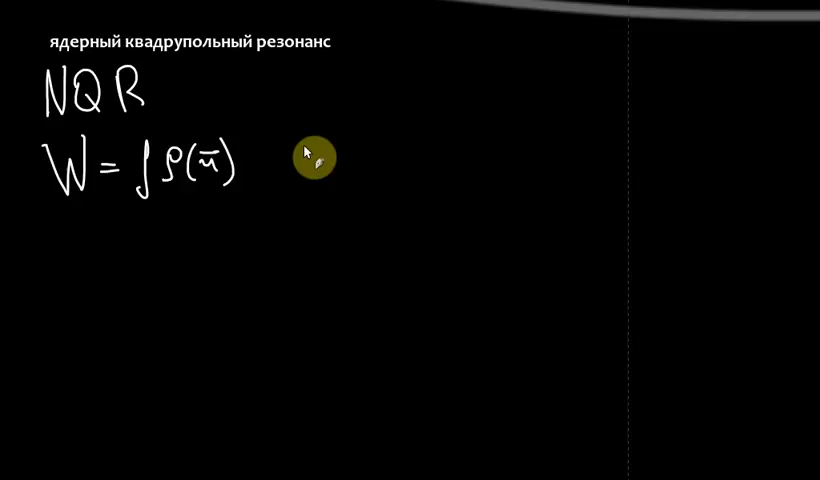 ядерный квадрупольный резонанс
NQR
W = ∫ρ(r̄)